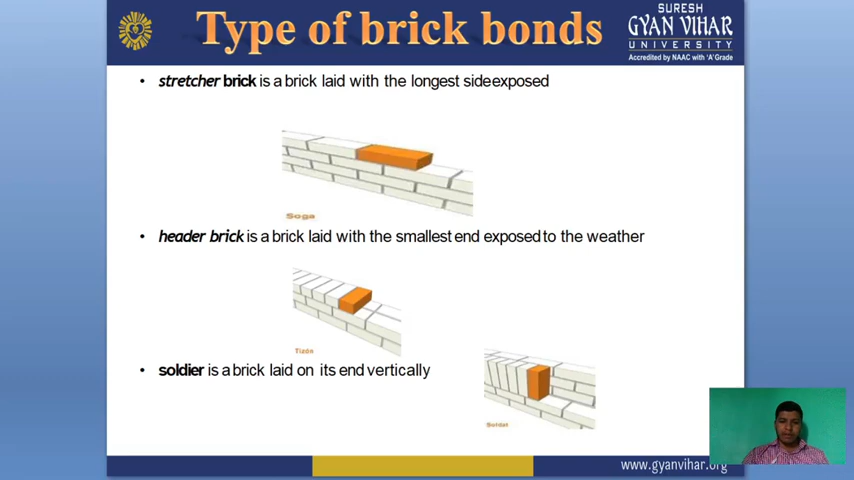 Type of brick bonds
SURESH
GYAN VIHAR
UNIVERSITY
Accredited by NAAC with 'A' Grade
• stretcher brick is a brick laid with the longest side exposed
Soga
• header brick is a brick laid with the smallest end exposed to the weather
Tizón
• soldier is a brick laid on its end vertically
Soldat
www.gyanvihar.org